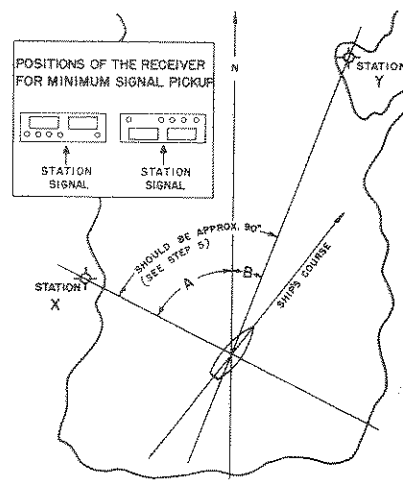 POSITIONS OF THE RECEIVER
FOR MINIMUM SIGNAL PICKUP
STATION
SIGNAL
STATION
SIGNAL
N
STATION
Y
SHOULD BE APPROX. 90°
(SEE STEP 5)
STATION
X
A
B
SHIP'S COURSE